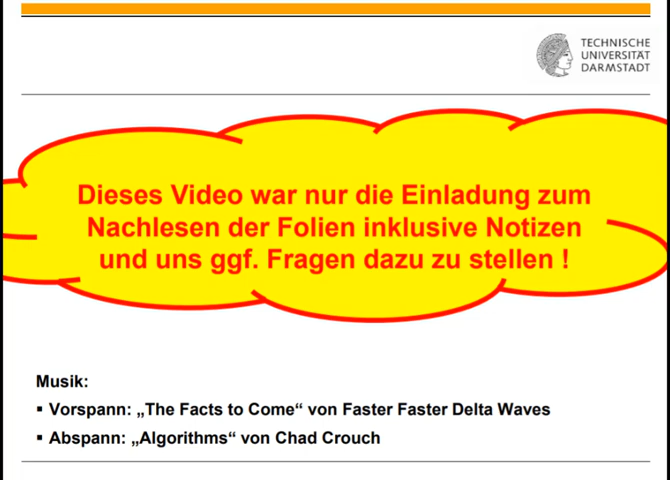 TECHNISCHE
UNIVERSITÄT
DARMSTADT
Dieses Video war nur die Einladung zum
Nachlesen der Folien inklusive Notizen
und uns ggf. Fragen dazu zu stellen !
Musik:
▪ Vorspann: „The Facts to Come“ von Faster Faster Delta Waves
▪ Abspann: „Algorithms“ von Chad Crouch